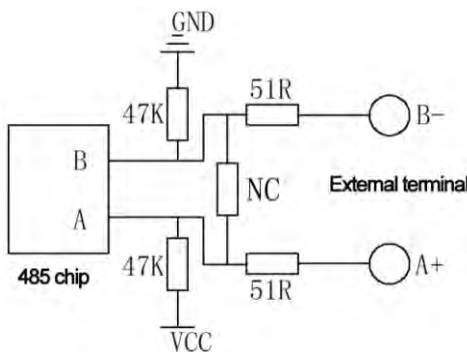 GND
51R
47K
B-
B
NC
External terminal
A
47K
A+
485 chip
51R
VCC